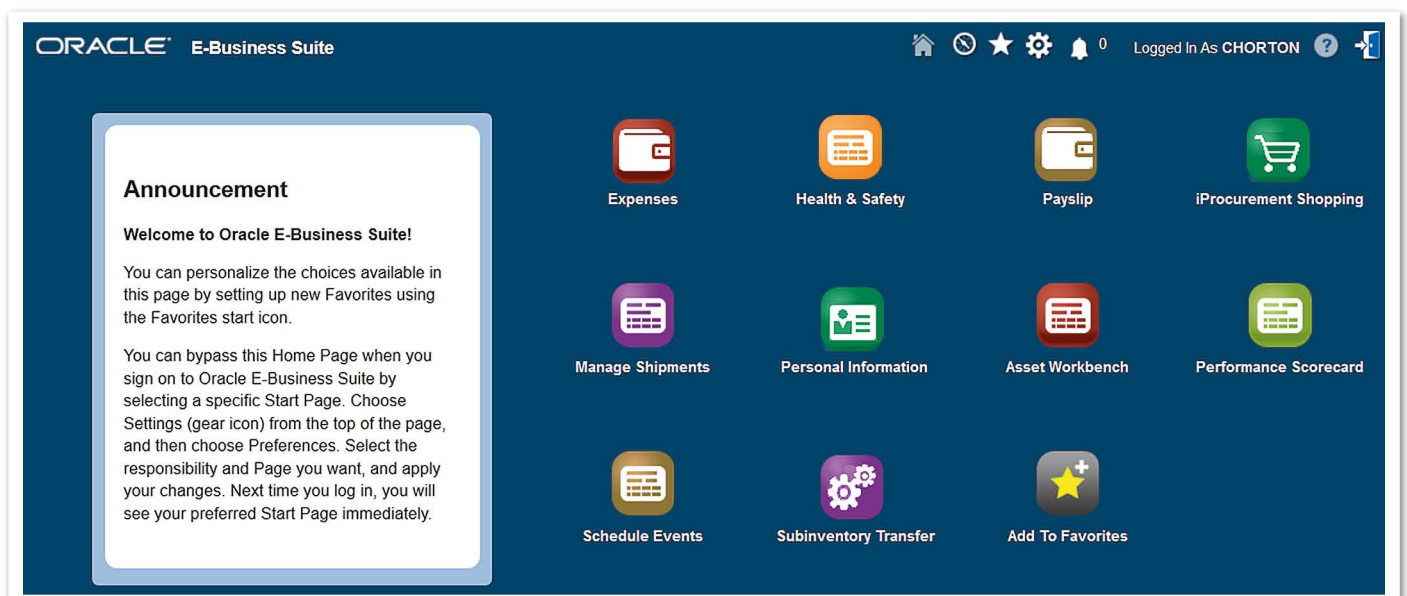 ORACLE® E-Business Suite
0 Logged In As CHORTON ?
Announcement
Welcome to Oracle E-Business Suite!
You can personalize the choices available in
this page by setting up new Favorites using
the Favorites start icon.
You can bypass this Home Page when you
sign on to Oracle E-Business Suite by
selecting a specific Start Page. Choose
Settings (gear icon) from the top of the page,
and then choose Preferences. Select the
responsibility and Page you want, and apply
your changes. Next time you log in, you will
see your preferred Start Page immediately.
Expenses
Health & Safety
Payslip
iProcurement Shopping
Manage Shipments
Personal Information
Asset Workbench
Performance Scorecard
Schedule Events
Subinventory Transfer
Add To Favorites